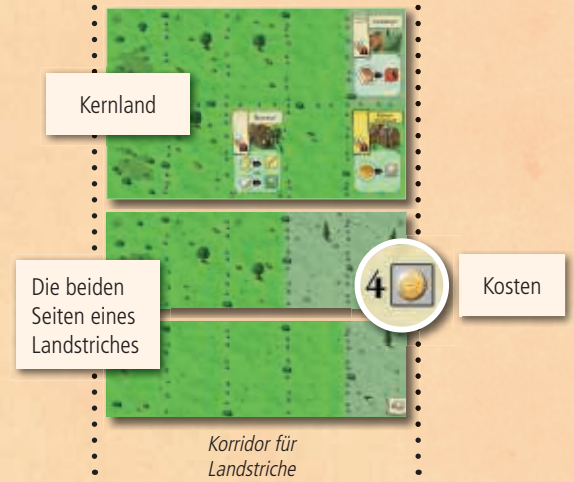 Kernland
Die beiden
Seiten eines
Landstriches
4
Kosten
Korridor für
Landstriche